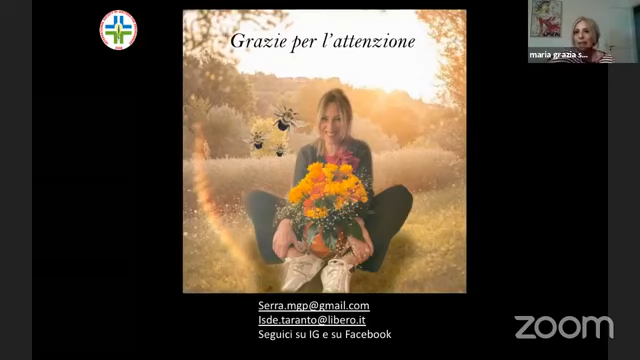 Grazie per l'attenzione
maria grazia s...
Serra.mgp@gmail.com
Isde.taranto@libero.it
Seguici su IG e su Facebook
zoom